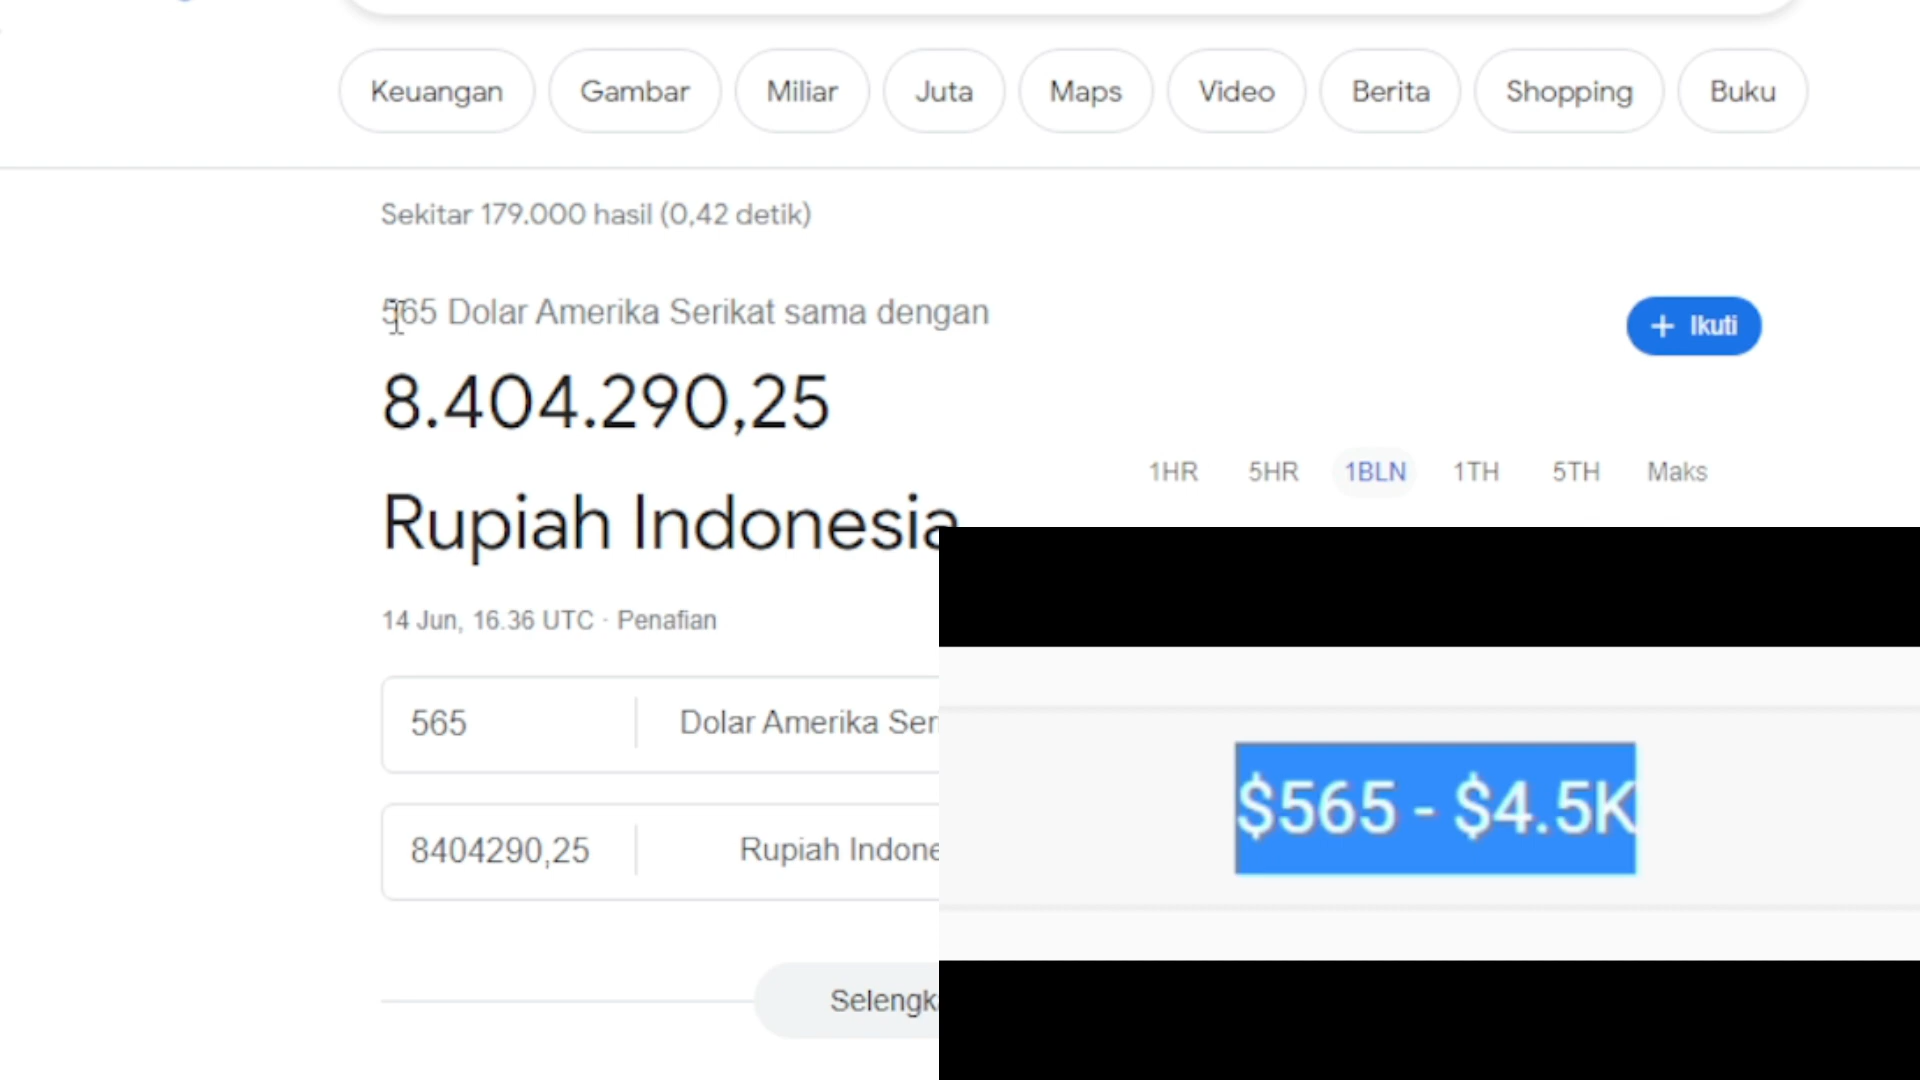 Keuangan Gambar Miliar Juta Maps Video Berita Shopping Buku
Sekitar 179.000 hasil (0,42 detik)
565 Dolar Amerika Serikat sama dengan
+ Ikuti
8.404.290,25
Rupiah Indonesia
1HR 5HR 1BLN 1TH 5TH Maks
14 Jun, 16.36 UTC · Penafian
565 Dolar Amerika Ser
8404290,25 Rupiah Indone
$565 - $4.5K
Selengk